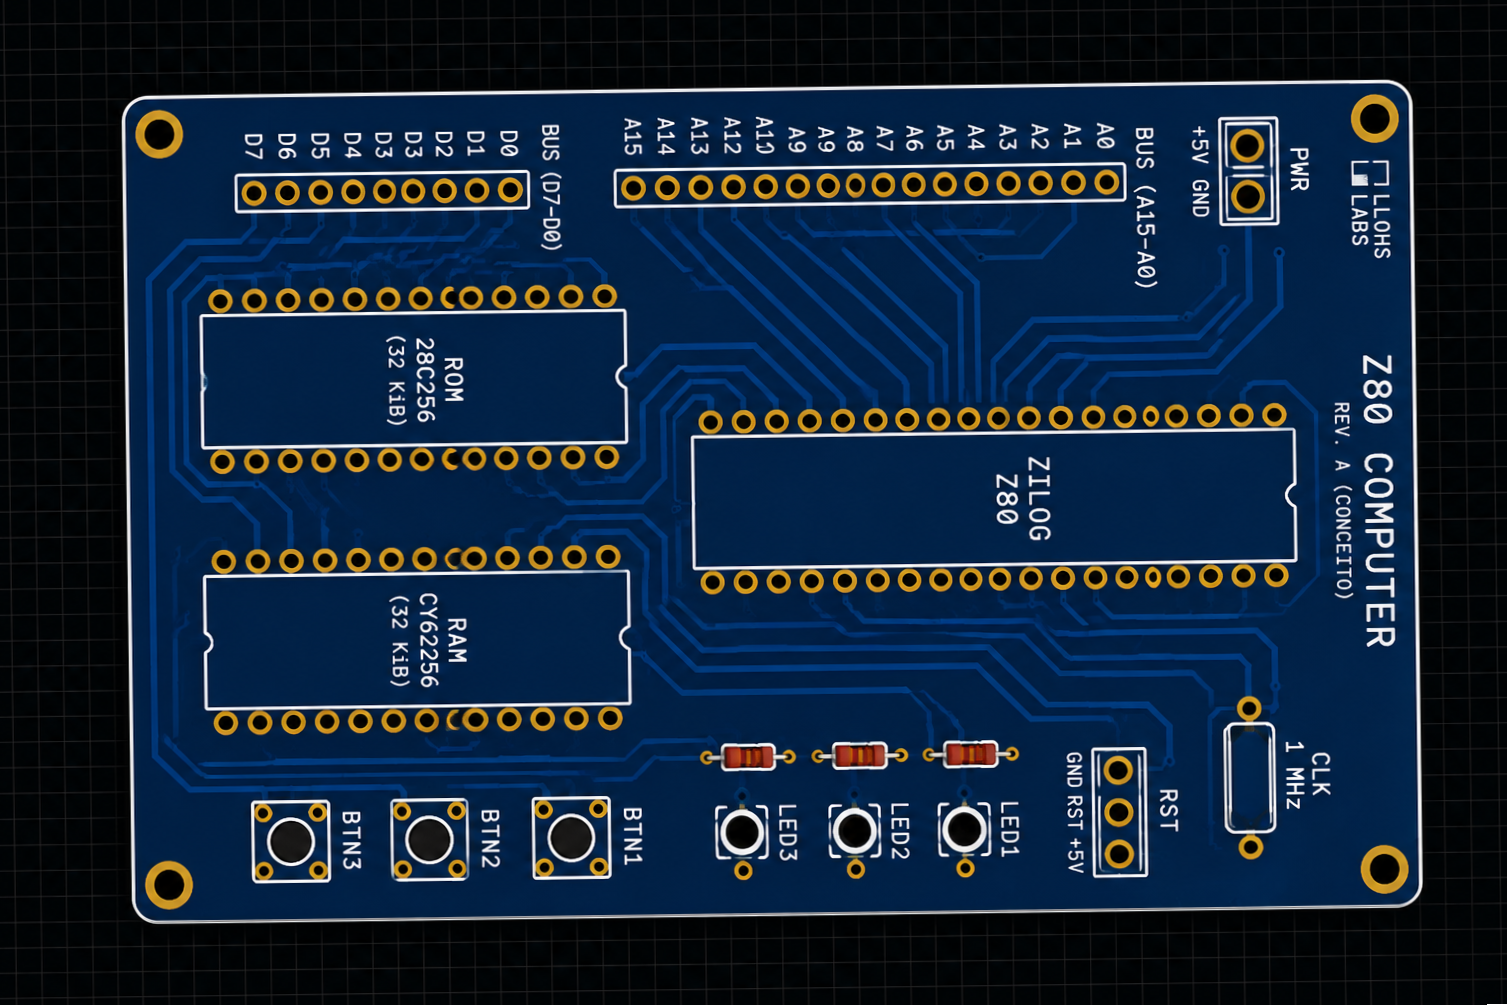 D7 D6 D5 D4 D3 D3 D2 D1 D0
BUS (D7-D0)
A15 A14 A13 A12 A10 A9 A9 A8 A7 A6 A5 A4 A3 A2 A1 A0
BUS (A15-A0)
PWR
+5V GND
LLOHS
LABS
Z80 COMPUTER
REV. A (CONCEITO)
ROM
28C256
(32 KiB)
ZILOG
Z80
RAM
CY62256
(32 KiB)
BTN3
BTN2
BTN1
LED3
LED2
LED1
RST
GND RST +5V
CLK
1 MHz